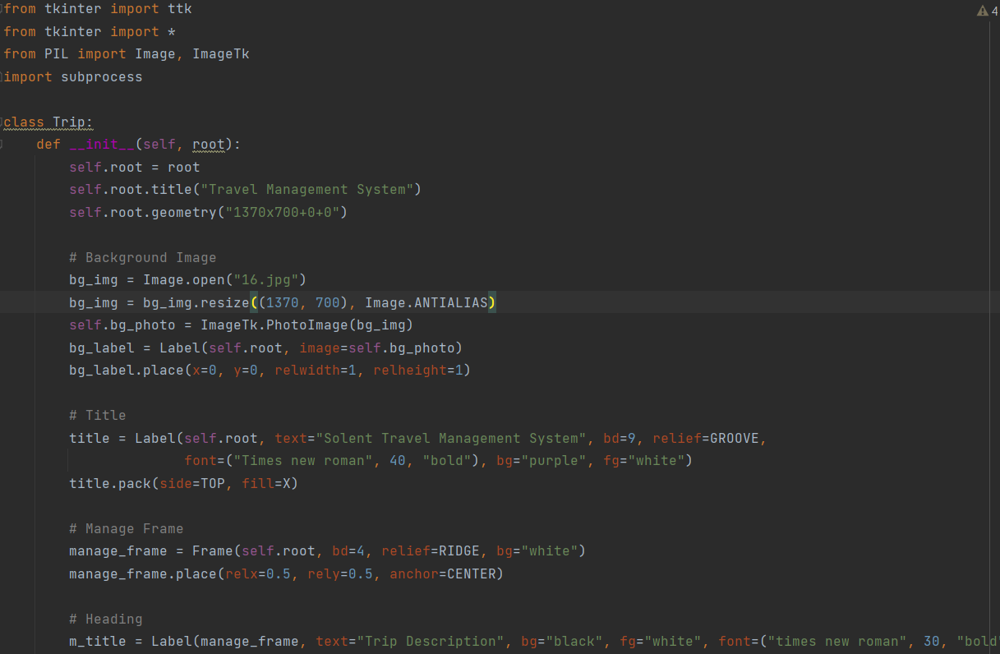 from tkinter import ttk
4
from tkinter import *
from PIL import Image, ImageTk
import subprocess
class Trip:
def __init__(self, root):
self.root = root
self.root.title("Travel Management System")
self.root.geometry("1370x700+0+0")
# Background Image
bg_img = Image.open("16.jpg")
bg_img = bg_img.resize((1370, 700), Image.ANTIALIAS)
self.bg_photo = ImageTk.PhotoImage(bg_img)
bg_label = Label(self.root, image=self.bg_photo)
bg_label.place(x=0, y=0, relwidth=1, relheight=1)
# Title
title = Label(self.root, text="Solent Travel Management System", bd=9, relief=GROOVE,
font=("Times new roman", 40, "bold"), bg="purple", fg="white")
title.pack(side=TOP, fill=X)
# Manage Frame
manage_frame = Frame(self.root, bd=4, relief=RIDGE, bg="white")
manage_frame.place(relx=0.5, rely=0.5, anchor=CENTER)
# Heading
m_title = Label(manage_frame, text="Trip Description", bg="black", fg="white", font=("times new roman", 30, "bold"